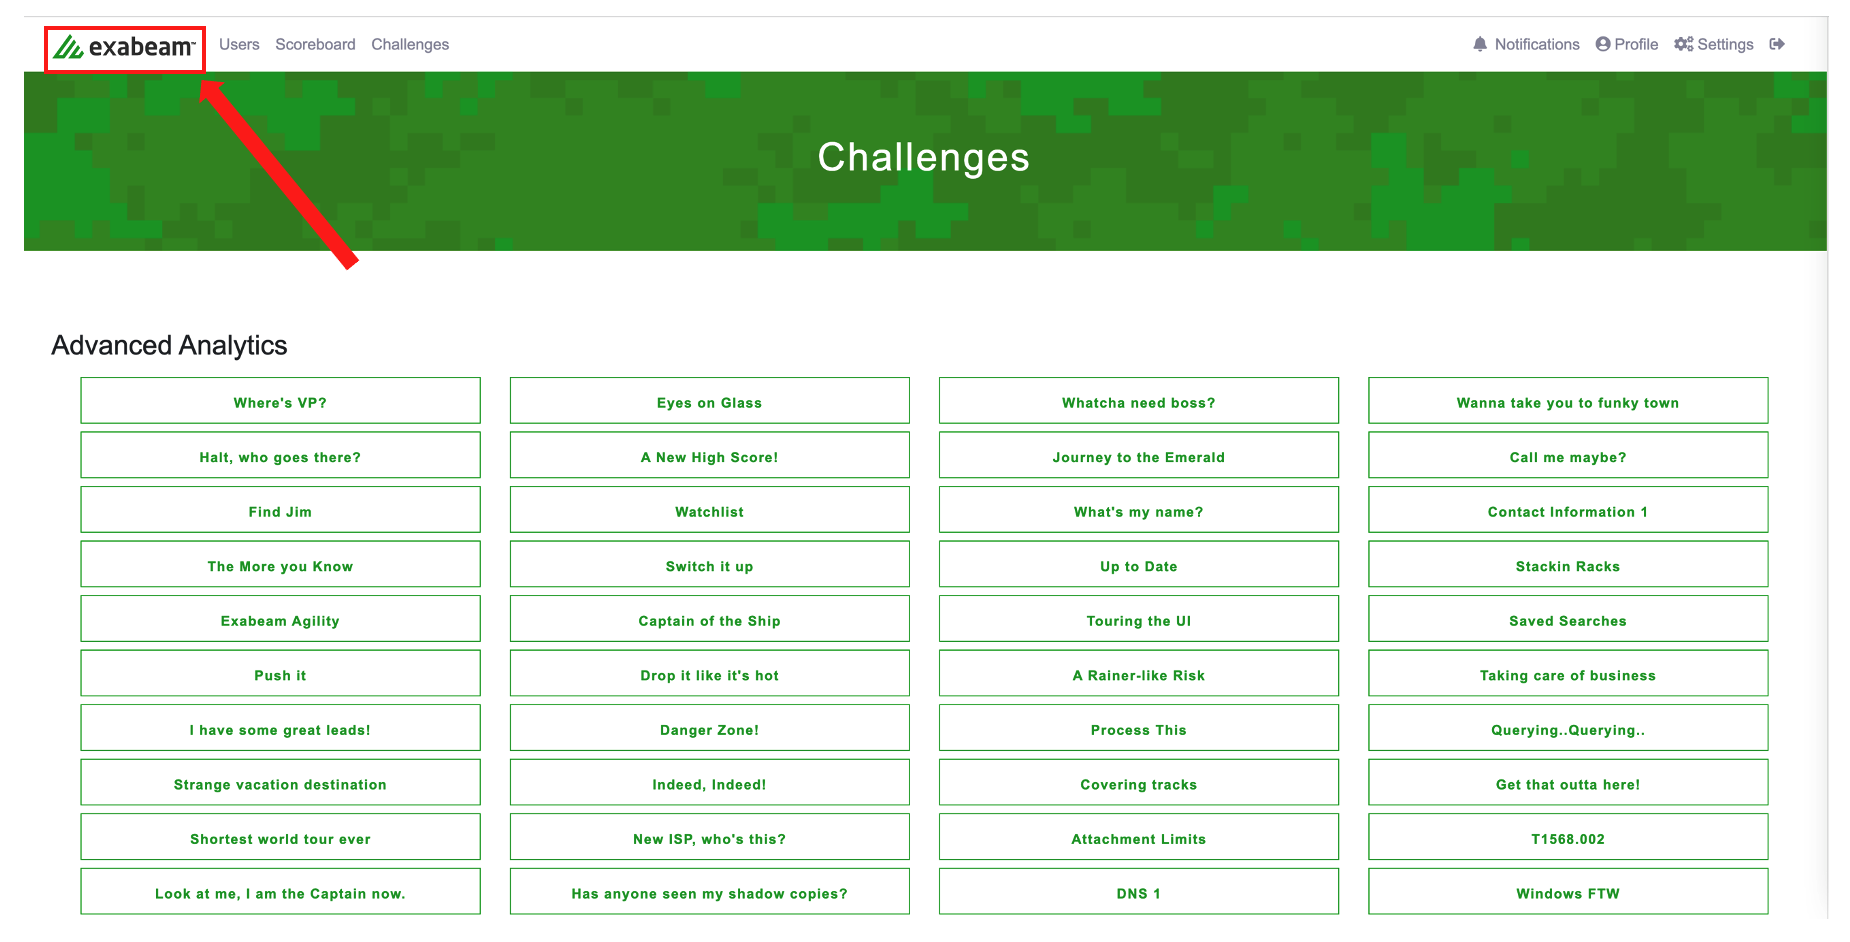 exabeam™ Users Scoreboard Challenges Notifications Profile Settings
Challenges
Advanced Analytics
Where's VP? Eyes on Glass Whatcha need boss? Wanna take you to funky town
Halt, who goes there? A New High Score! Journey to the Emerald Call me maybe?
Find Jim Watchlist What's my name? Contact Information 1
The More you Know Switch it up Up to Date Stackin Racks
Exabeam Agility Captain of the Ship Touring the UI Saved Searches
Push it Drop it like it's hot A Rainer-like Risk Taking care of business
I have some great leads! Danger Zone! Process This Querying..Querying..
Strange vacation destination Indeed, Indeed! Covering tracks Get that outta here!
Shortest world tour ever New ISP, who's this? Attachment Limits T1568.002
Look at me, I am the Captain now. Has anyone seen my shadow copies? DNS 1 Windows FTW